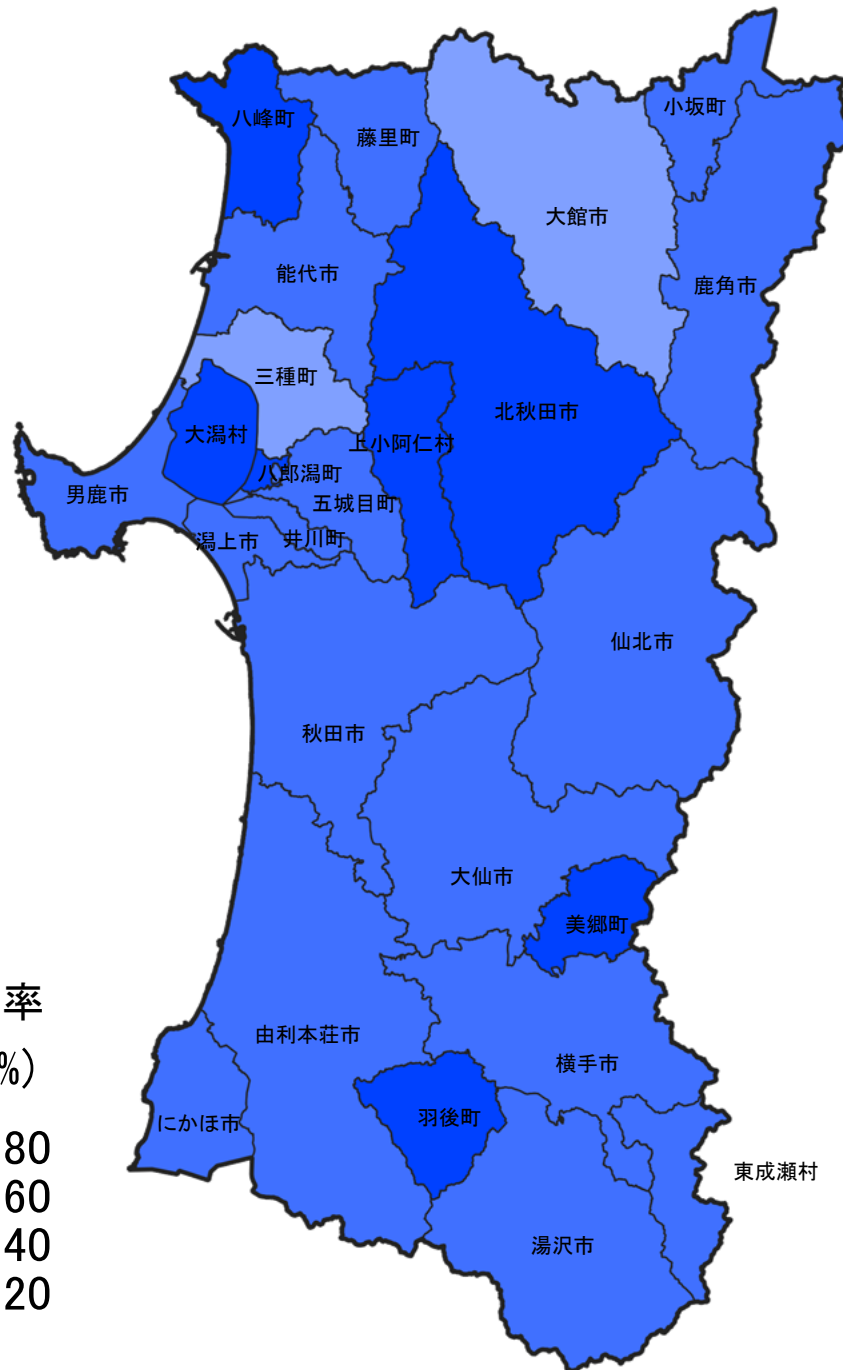 八峰町
藤里町
小坂町
大館市
能代市
鹿角市
三種町
北秋田市
大潟村
上小阿仁村
八郎潟町
男鹿市
五城目町
潟上市
井川町
仙北市
秋田市
大仙市
美郷町
率
%)
由利本荘市
横手市
にかほ市
羽後町
80
東成瀬村
60
40
湯沢市
20